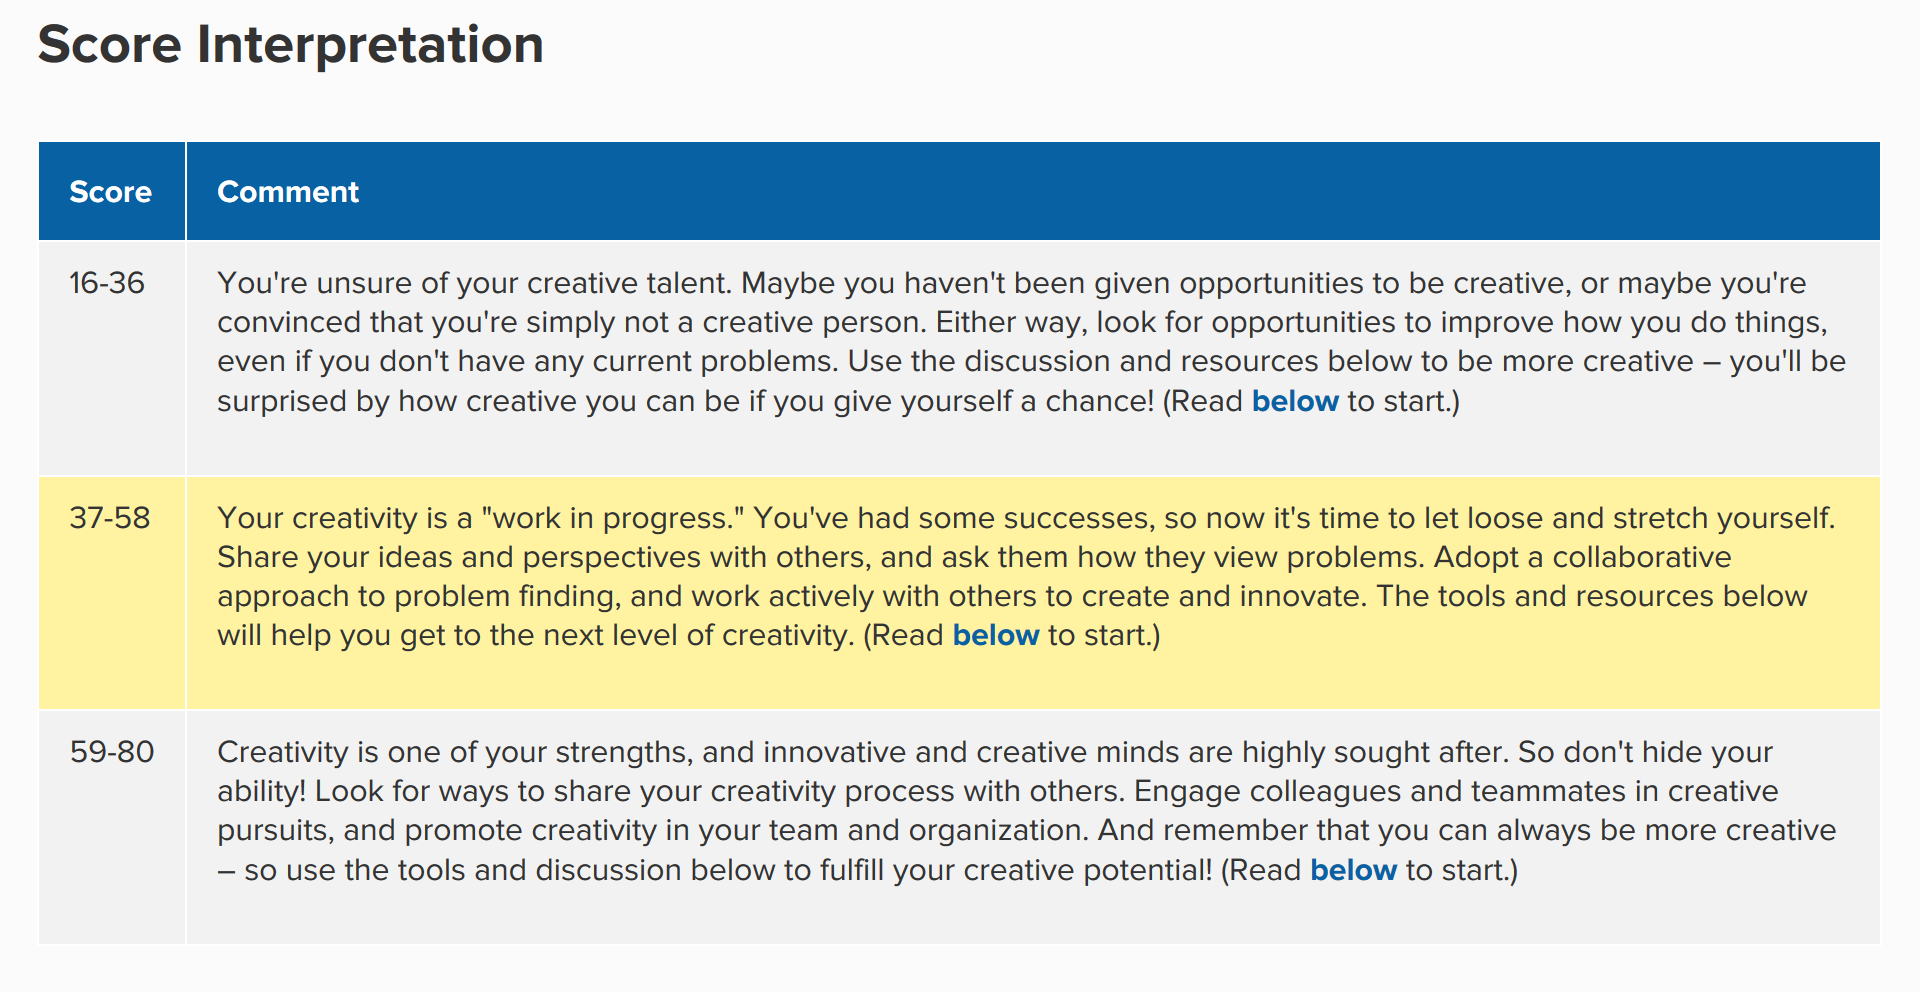 Score Interpretation
Score Comment
16-36 You're unsure of your creative talent. Maybe you haven't been given opportunities to be creative, or maybe you're
convinced that you're simply not a creative person. Either way, look for opportunities to improve how you do things,
even if you don't have any current problems. Use the discussion and resources below to be more creative – you'll be
surprised by how creative you can be if you give yourself a chance! (Read below to start.)
37-58 Your creativity is a "work in progress." You've had some successes, so now it's time to let loose and stretch yourself.
Share your ideas and perspectives with others, and ask them how they view problems. Adopt a collaborative
approach to problem finding, and work actively with others to create and innovate. The tools and resources below
will help you get to the next level of creativity. (Read below to start.)
59-80 Creativity is one of your strengths, and innovative and creative minds are highly sought after. So don't hide your
ability! Look for ways to share your creativity process with others. Engage colleagues and teammates in creative
pursuits, and promote creativity in your team and organization. And remember that you can always be more creative
– so use the tools and discussion below to fulfill your creative potential! (Read below to start.)